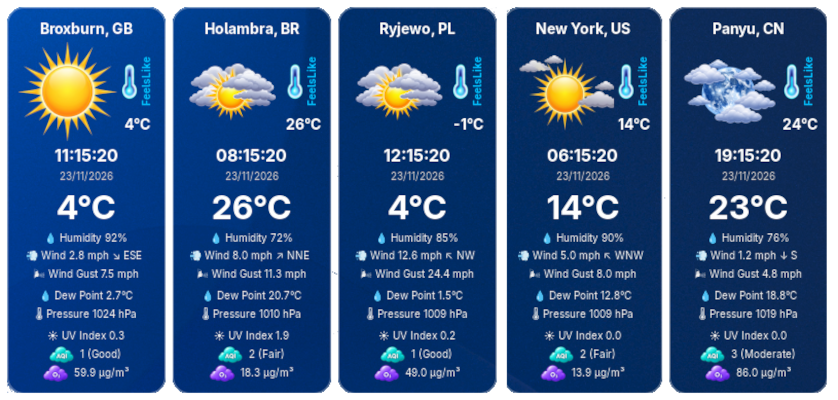 Broxburn, GB
FeelsLike
4°C
11:15:20
23/11/2026
4°C
Humidity 92%
Wind 2.8 mph ↘ ESE
Wind Gust 7.5 mph
Dew Point 2.7°C
Pressure 1024 hPa
UV Index 0.3
AQI 1 (Good)
59.9 µg/m³
Holambra, BR
FeelsLike
26°C
08:15:20
23/11/2026
26°C
Humidity 72%
Wind 8.0 mph ↗ NNE
Wind Gust 11.3 mph
Dew Point 20.7°C
Pressure 1010 hPa
UV Index 1.9
AQI 2 (Fair)
18.3 µg/m³
Ryjewo, PL
FeelsLike
-1°C
12:15:20
23/11/2026
4°C
Humidity 85%
Wind 12.6 mph ↖ NW
Wind Gust 24.4 mph
Dew Point 1.5°C
Pressure 1009 hPa
UV Index 0.2
AQI 1 (Good)
49.0 µg/m³
New York, US
FeelsLike
14°C
06:15:20
23/11/2026
14°C
Humidity 90%
Wind 5.0 mph ↖ WNW
Wind Gust 8.0 mph
Dew Point 12.8°C
Pressure 1009 hPa
UV Index 0.0
AQI 2 (Fair)
13.9 µg/m³
Panyu, CN
FeelsLike
24°C
19:15:20
23/11/2026
23°C
Humidity 76%
Wind 1.2 mph ↓ S
Wind Gust 4.8 mph
Dew Point 18.8°C
Pressure 1019 hPa
UV Index 0.0
AQI 3 (Moderate)
86.0 µg/m³